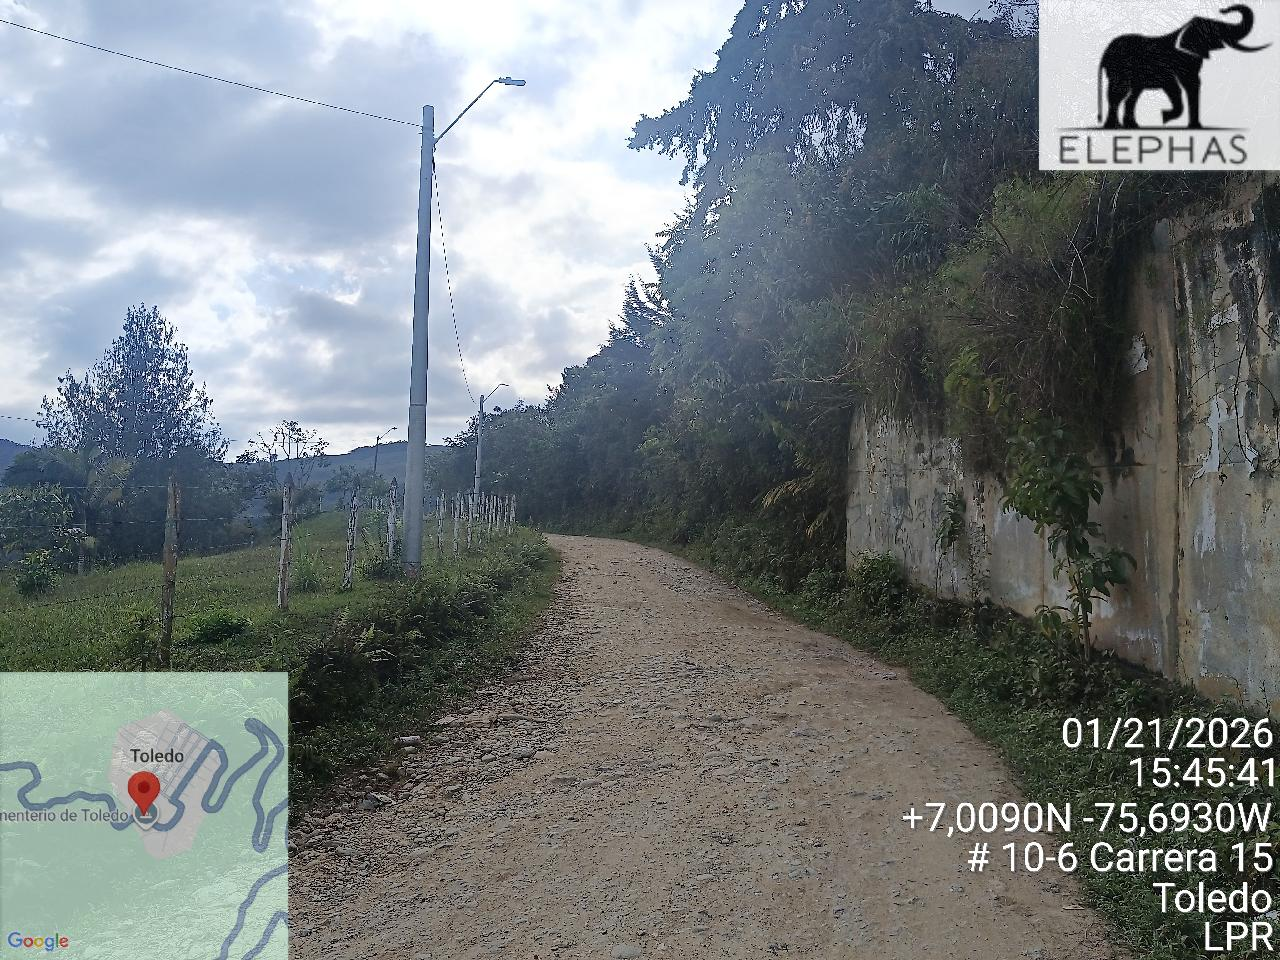 ELEPHAS
Toledo
nenterio de Toledo
Google
01/21/2026
15:45:41
+7,0090N -75,6930W
# 10-6 Carrera 15
Toledo
LPR